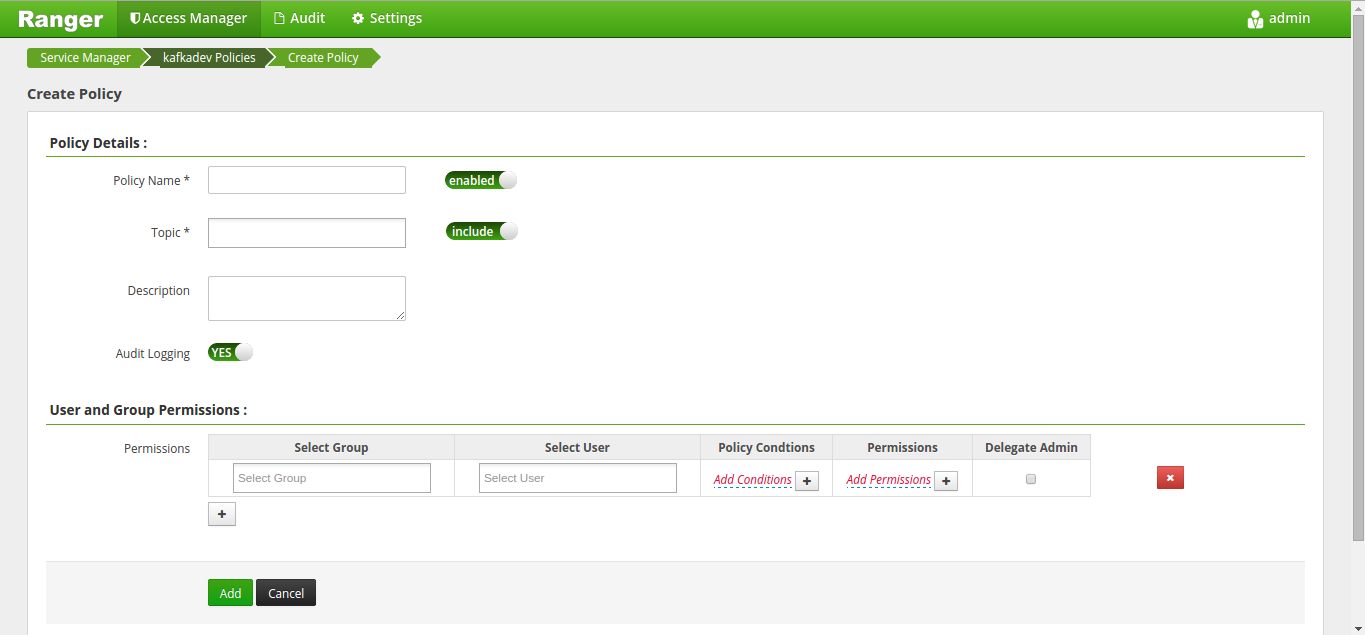 Ranger Access Manager Audit Settings admin
Service Manager kafkadev Policies Create Policy
Create Policy
Policy Details :
Policy Name * enabled
Topic * include
Description
Audit Logging YES
User and Group Permissions :
Permissions Select Group Select User Policy Condtions Permissions Delegate Admin
Select Group Select User Add Conditions + Add Permissions +
+
Add Cancel